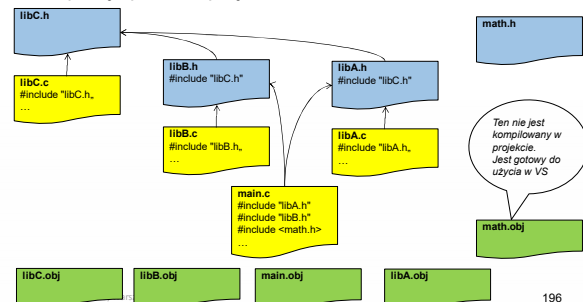 libC.h
math.h
libB.h
#include "libC.h"
libA.h
#include "libC.h"
libC.c
#include "libC.h„
…
libB.c
#include "libB.h„
…
libA.c
#include "libA.h„
…
Ten nie jest
kompilowany w
projekcie.
Jest gotowy do
użycia w VS
main.c
#include "libA.h"
#include "libB.h"
#include <math.h>
…
math.obj
libC.obj
libB.obj
main.obj
libA.obj
196